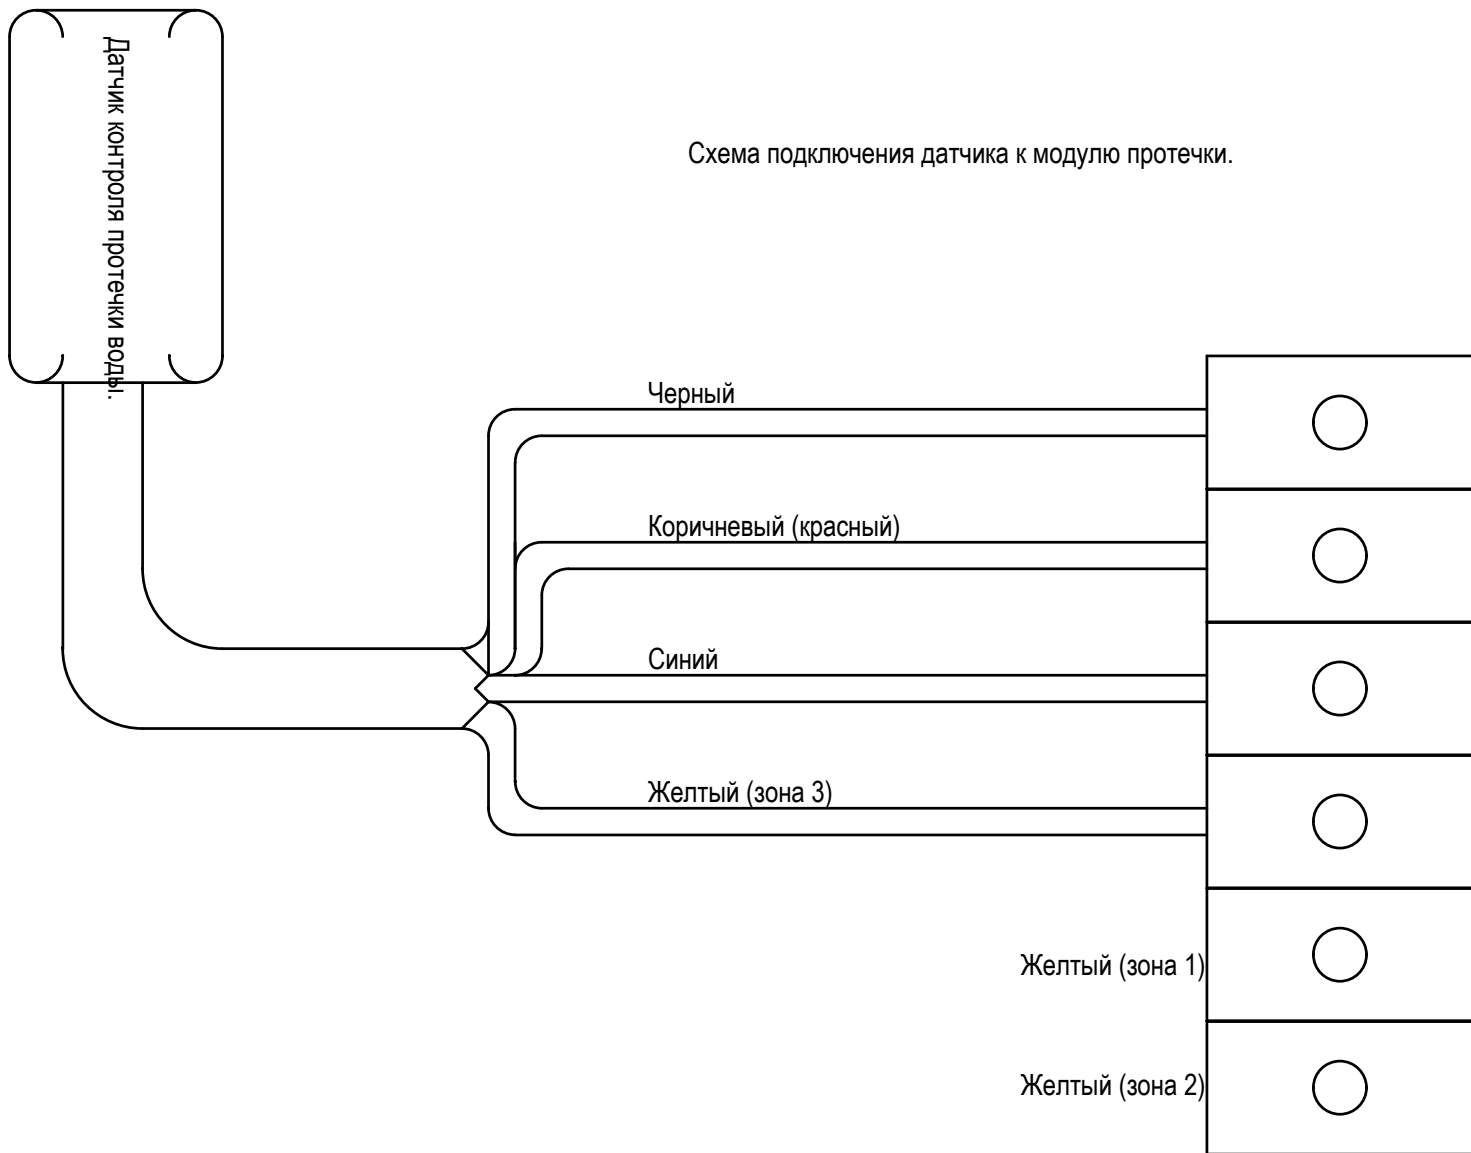 Датчик контроля протечки воды.
Схема подключения датчика к модулю протечки.
Черный
Коричневый (красный)
Синий
Желтый (зона 3)
Желтый (зона 1)
Желтый (зона 2)